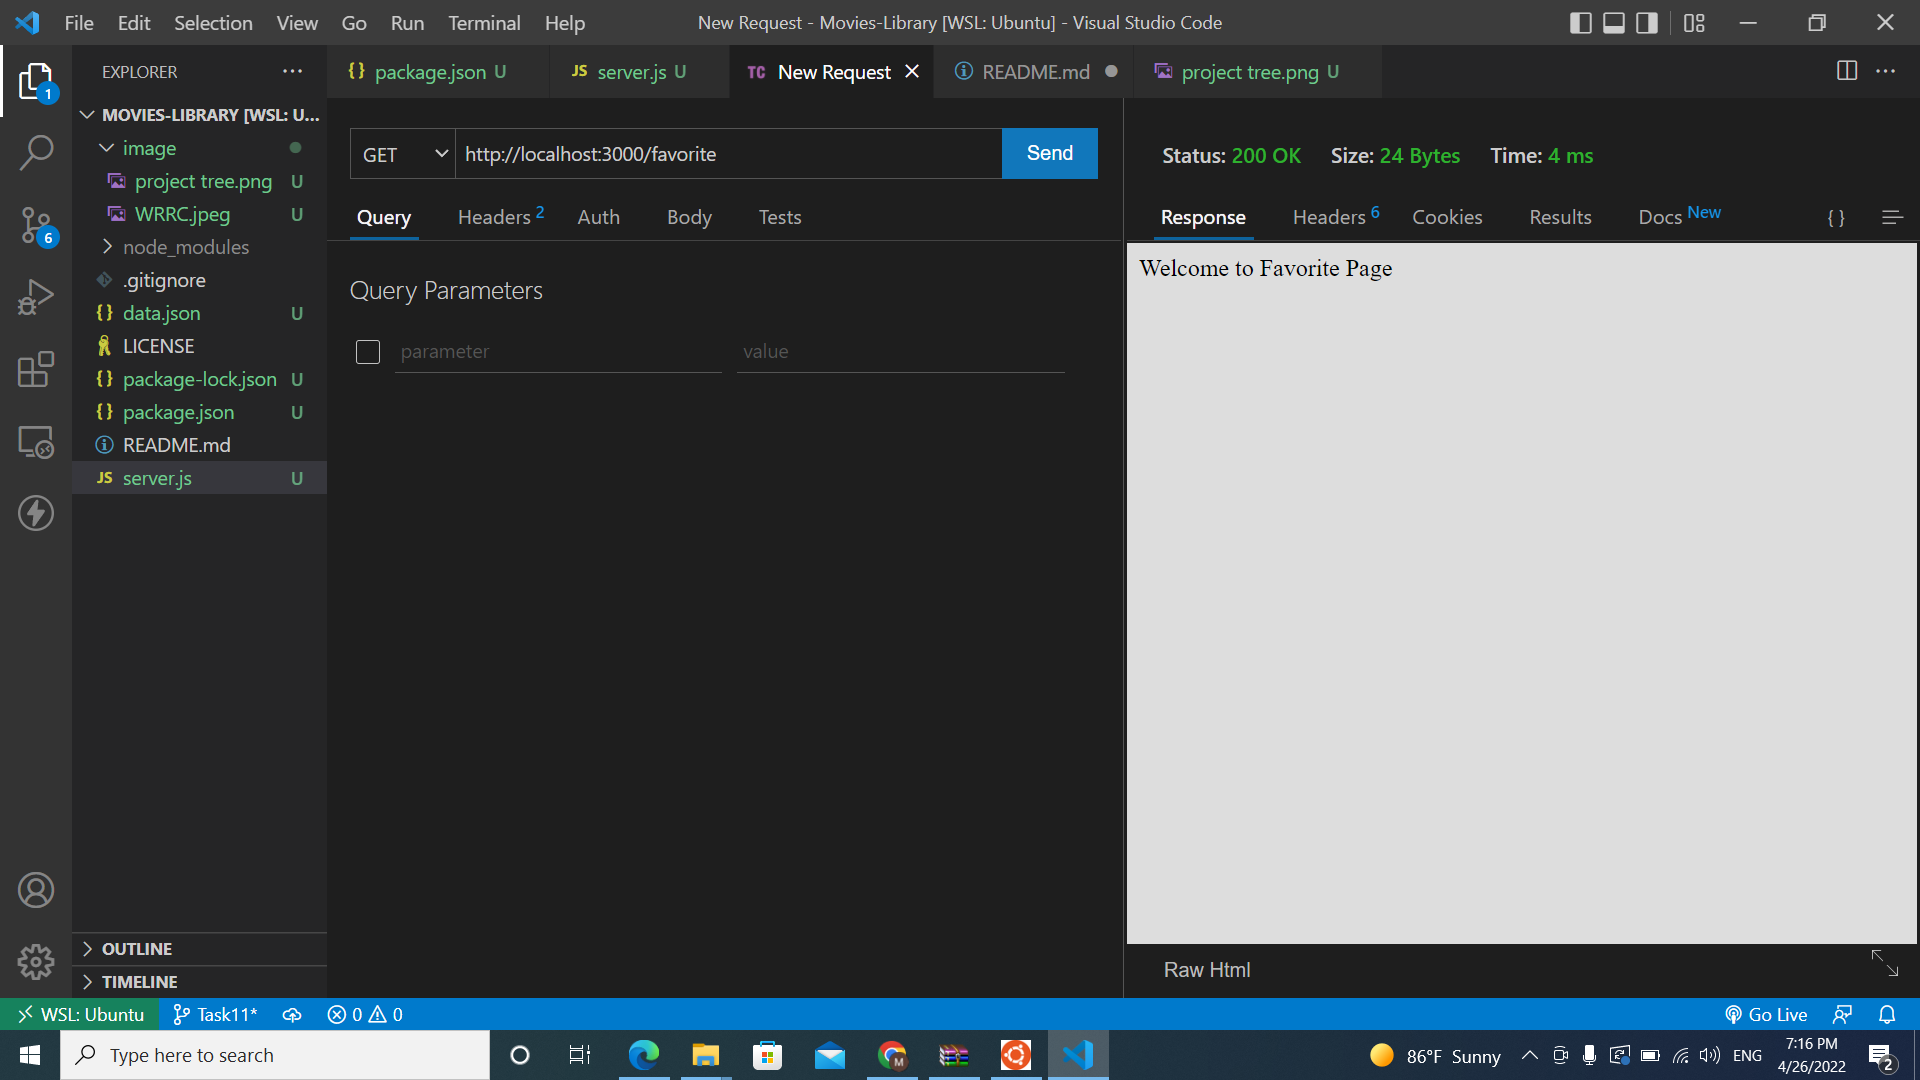 File Edit Selection View Go Run Terminal Help
New Request - Movies-Library [WSL: Ubuntu] - Visual Studio Code
EXPLORER
{} package.json U
JS server.js U
TC New Request
README.md
project tree.png U
1
MOVIES-LIBRARY [WSL: U...
image
project tree.png U
WRRC.jpeg U
6
node_modules
.gitignore
{} data.json U
LICENSE
{} package-lock.json U
{} package.json U
README.md
JS server.js U
OUTLINE
TIMELINE
GET
http://localhost:3000/favorite
Send
Query
Headers 2
Auth
Body
Tests
Query Parameters
parameter
value
Status: 200 OK Size: 24 Bytes Time: 4 ms
Response
Headers 6
Cookies
Results
Docs New
{}
Welcome to Favorite Page
Raw Html
WSL: Ubuntu
Task11*
0 0
Go Live
Type here to search
M
86°F Sunny
ENG
7:16 PM
4/26/2022
2